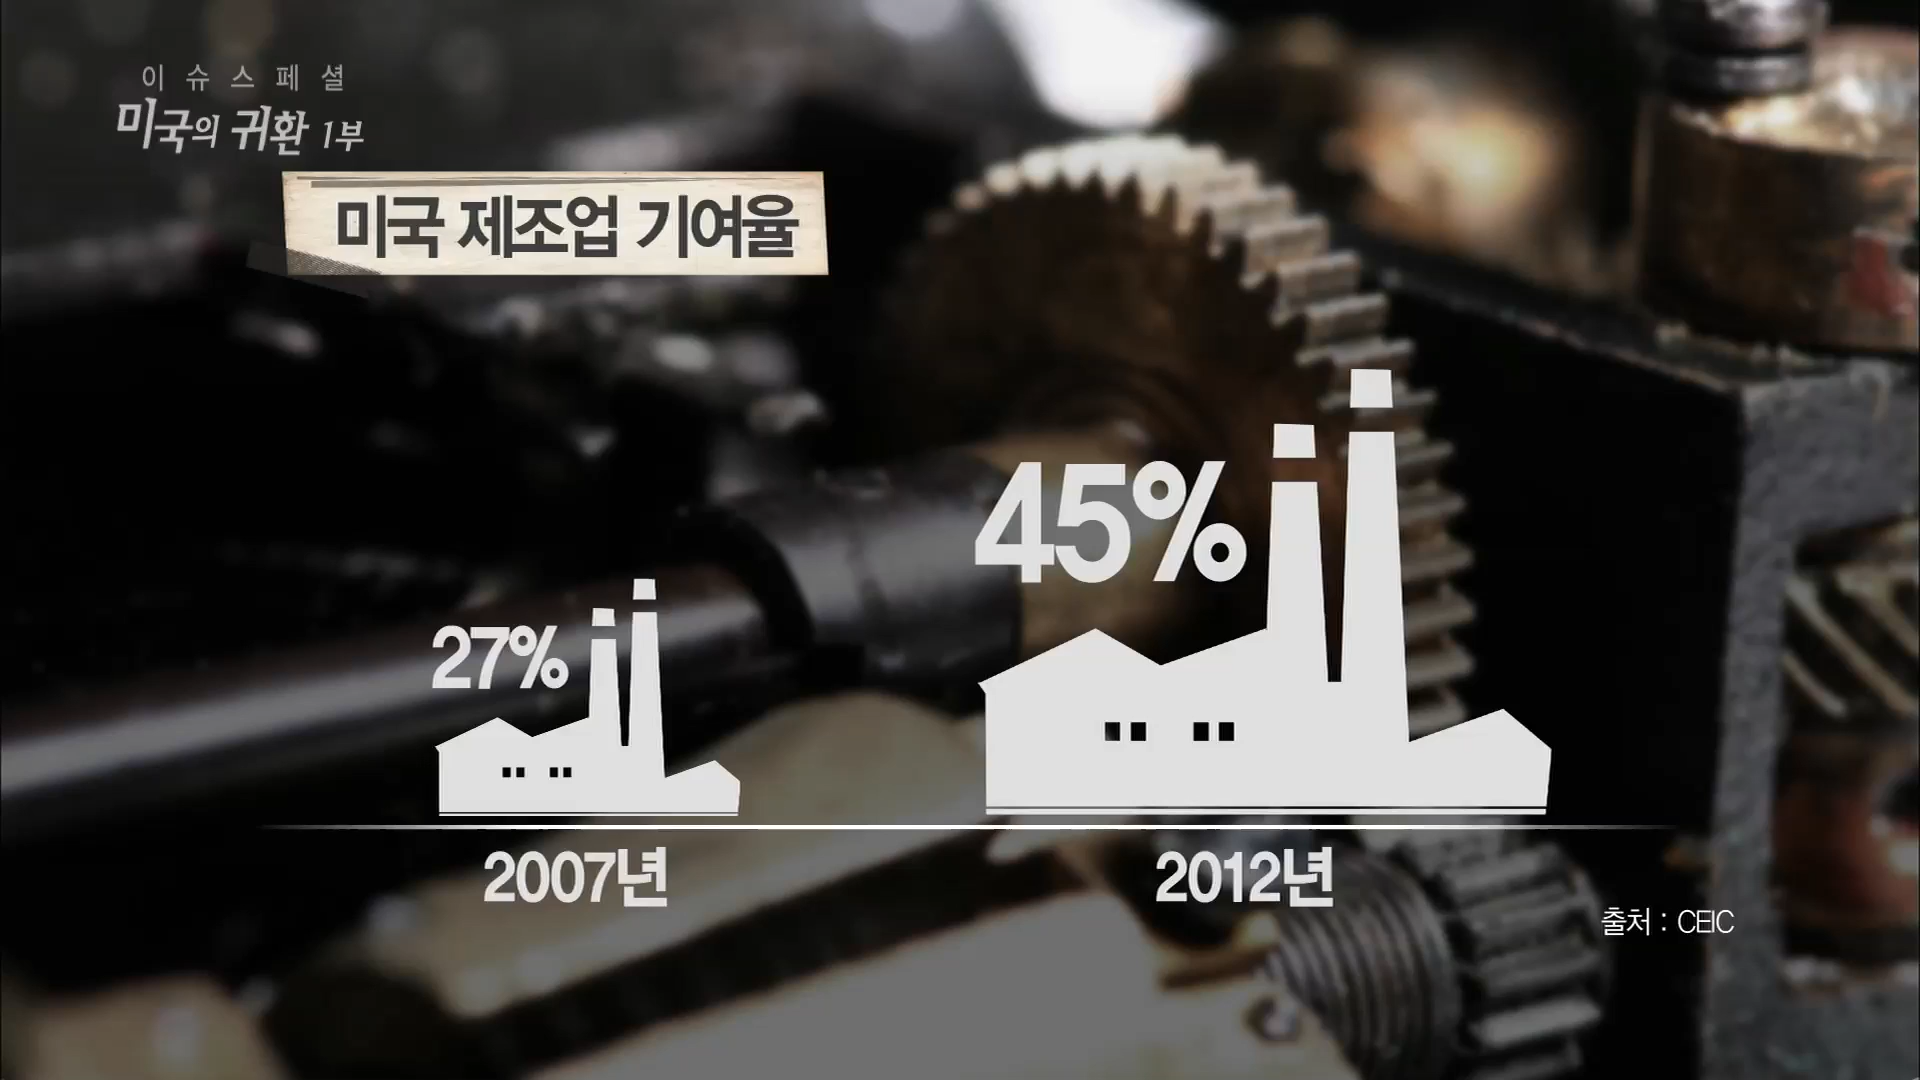 이슈스페셜
미국의 귀환 1부
미국 제조업 기여율
45%
27%
2007년
2012년
출처 : CEIC